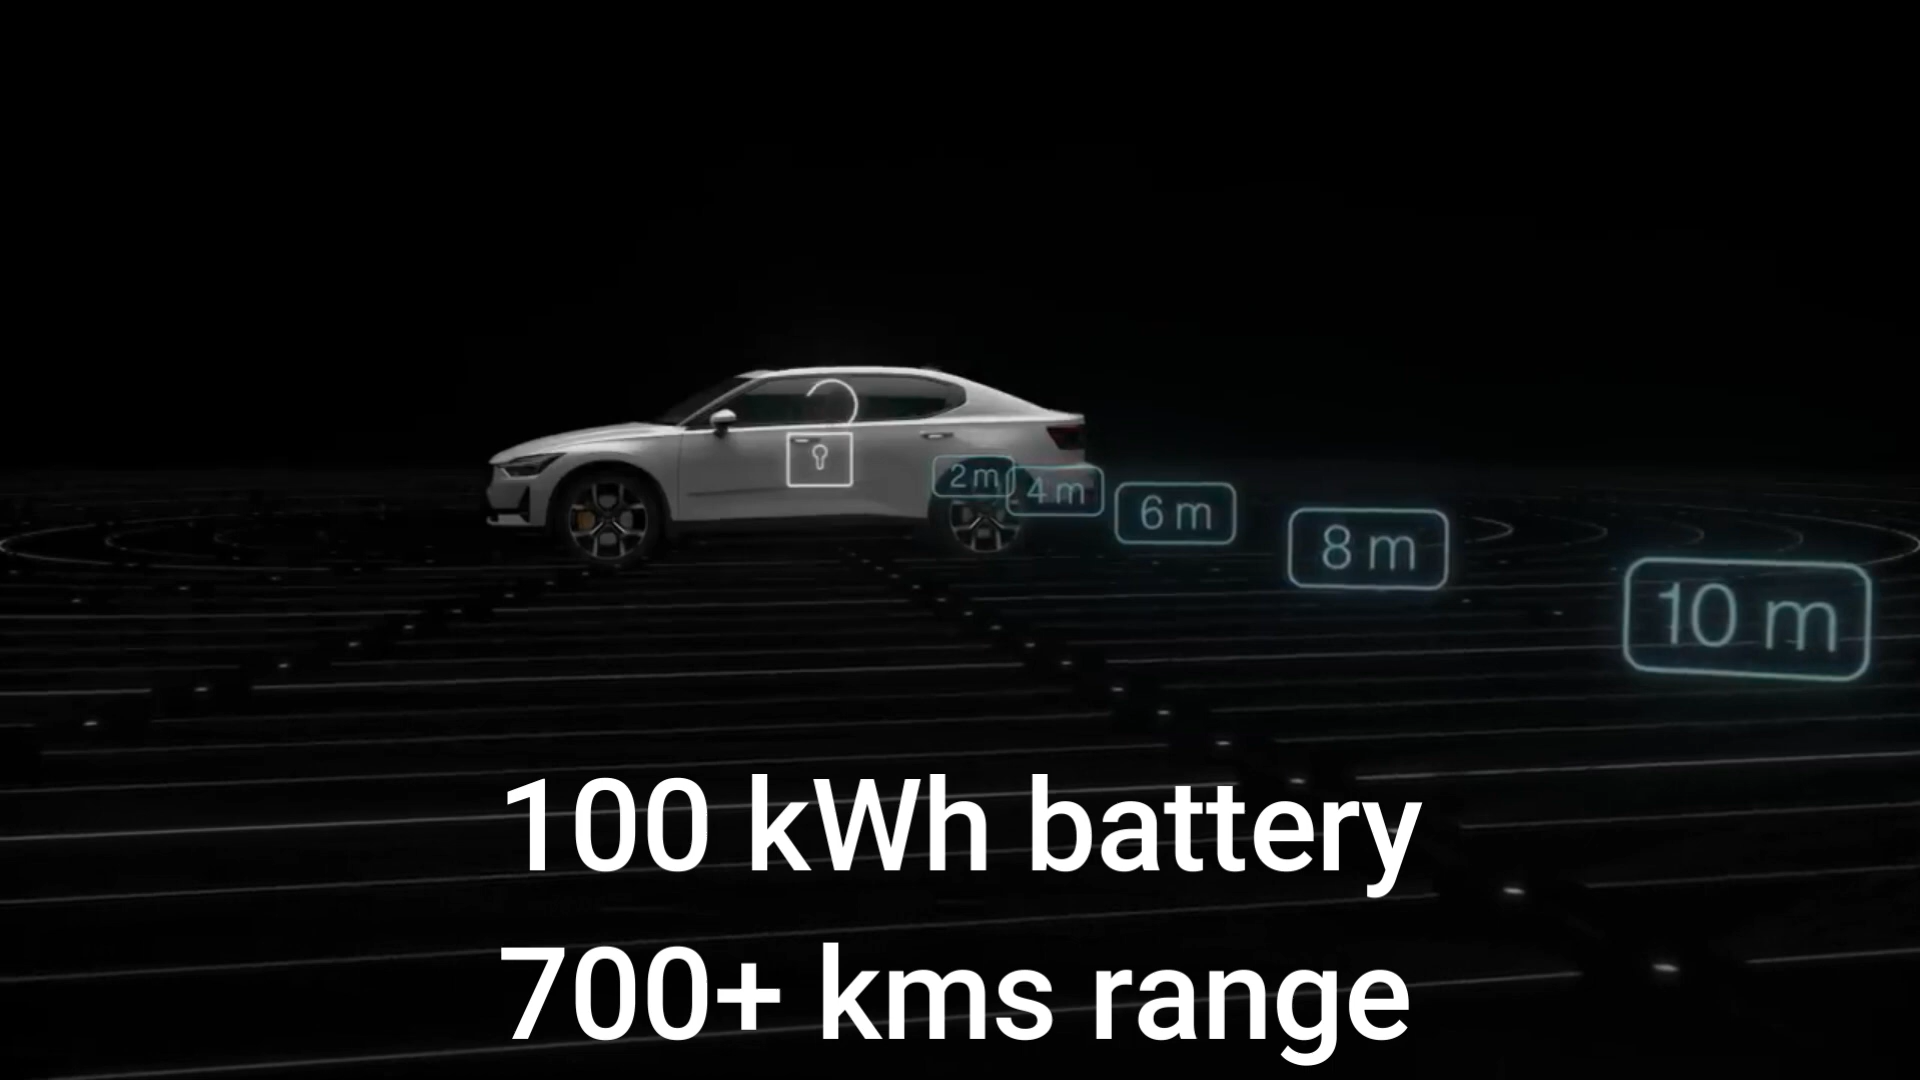 2 m
4 m
6 m
8 m
10 m
100 kWh battery
700+ kms range